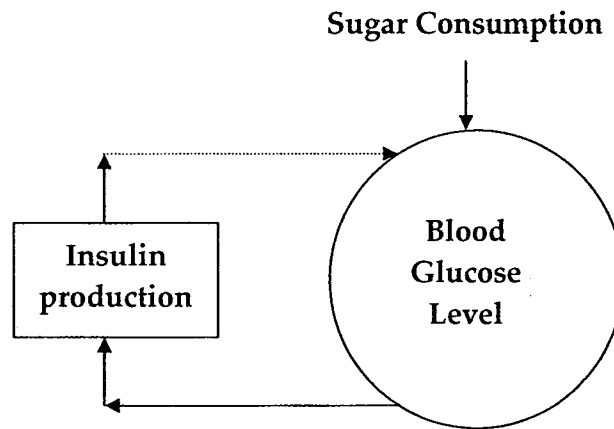 Sugar Consumption
Insulin
production
Blood
Glucose
Level